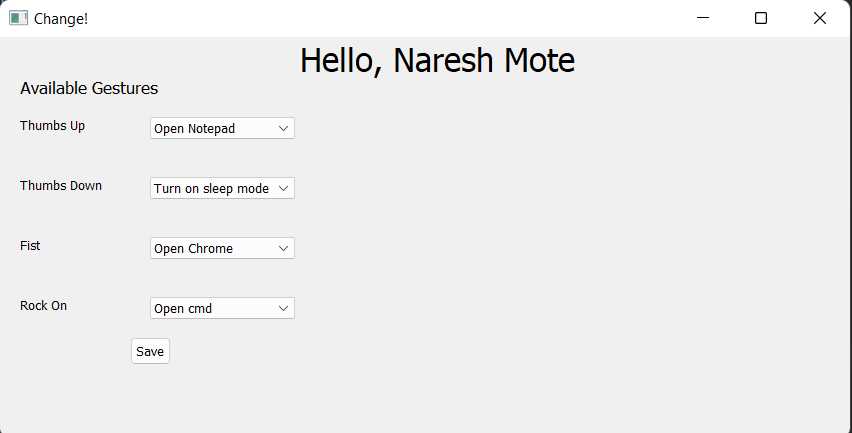 Change!
Hello, Naresh Mote
Available Gestures
Thumbs Up Open Notepad
Thumbs Down Turn on sleep mode
Fist Open Chrome
Rock On Open cmd
Save